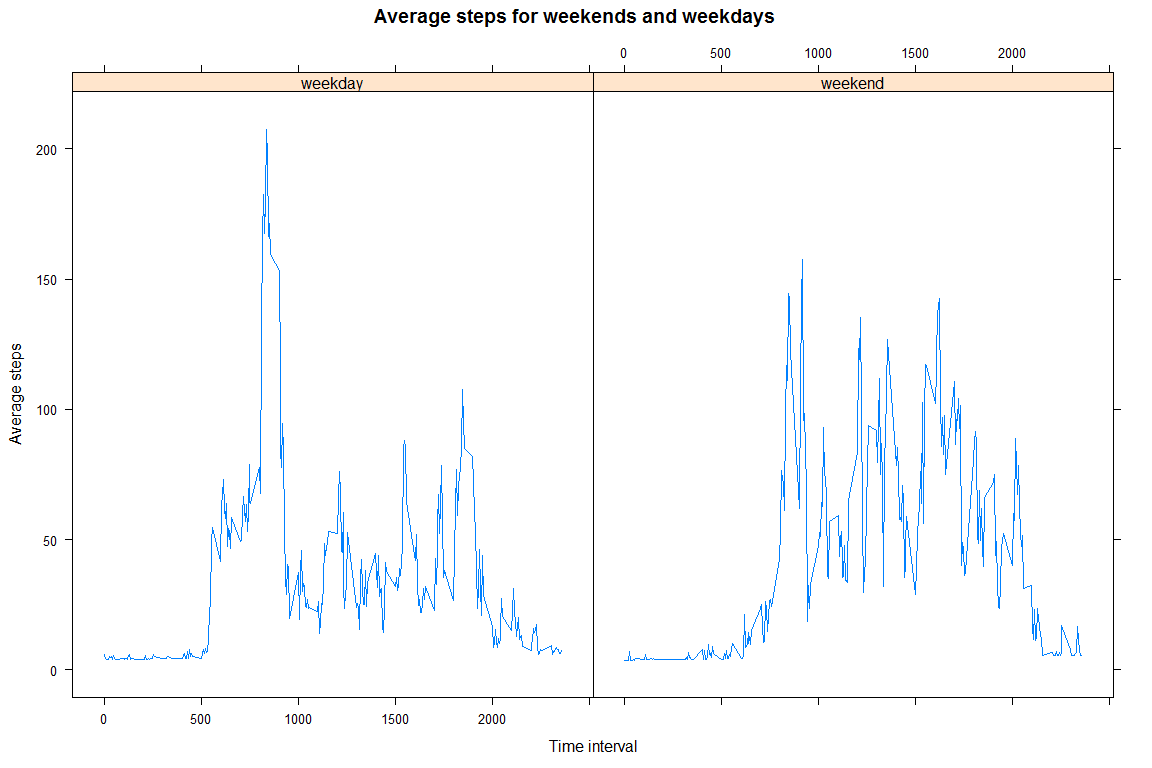 Average steps for weekends and weekdays
0 500 1000 1500 2000
weekday weekend
200
150
100
50
0
Average steps
0 500 1000 1500 2000
Time interval